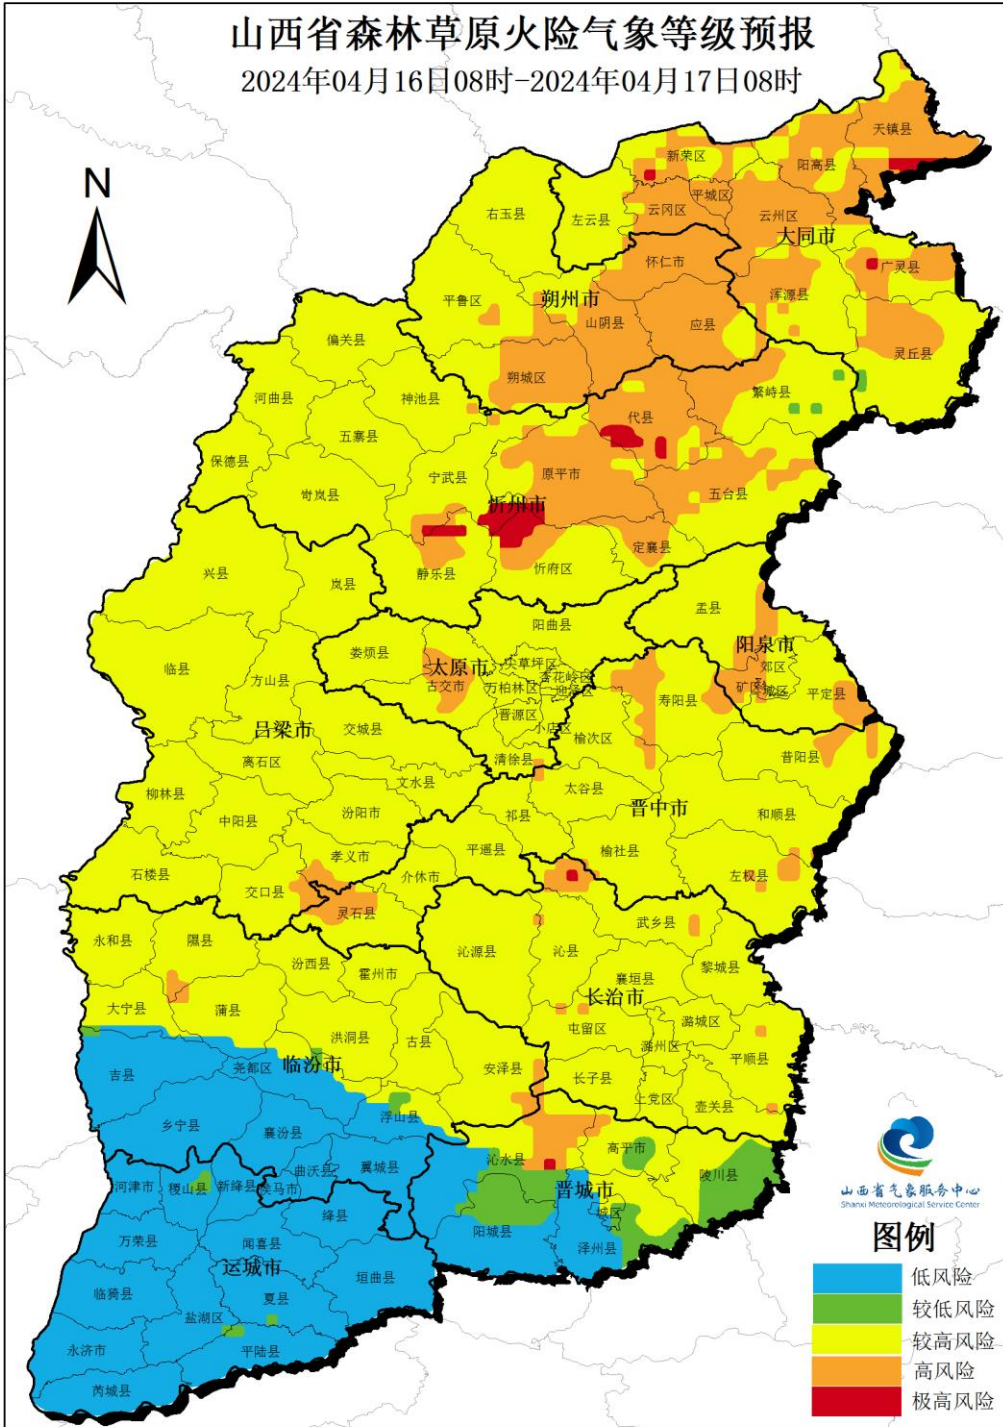 山西省森林草原火险气象等级预报
2024年04月16日08时-2024年04月17日08时
N
天镇县
新荣区
阳高县
平城区
云冈区
右玉县
左云县
云州区
大同市
怀仁市
广灵县
浑源县
平鲁区
朔州市
山阴县
应县
偏关县
灵丘县
朔城区
繁峙县
河曲县
神池县
代县
五寨县
保德县
宁武县
原平市
岢岚县
五台县
忻州市
定襄县
静乐县
忻府区
兴县
岚县
盂县
阳曲县
娄烦县
阳泉市
临县
太原市
尖草坪区
郊区
方山县
古交市
万柏林区
杏花岭区
迎泽区
矿区
城区
平定县
寿阳县
晋源区
吕梁市
交城县
小店区
榆次区
离石区
清徐县
昔阳县
文水县
太谷县
柳林县
晋中市
中阳县
汾阳市
祁县
和顺县
孝义市
平遥县
榆社县
石楼县
介休市
左权县
交口县
灵石县
武乡县
永和县
隰县
沁源县
沁县
汾西县
霍州市
黎城县
襄垣县
长治市
大宁县
蒲县
潞城区
屯留区
洪洞县
古县
潞州区
尧都区
临汾市
安泽县
平顺县
吉县
长子县
上党区
壶关县
浮山县
乡宁县
襄汾县
高平市
沁水县
曲沃县
翼城县
陵川县
河津市
稷山县
新绛县
侯马市
晋城市
城区
绛县
阳城县
泽州县
万荣县
闻喜县
运城市
垣曲县
临猗县
夏县
盐湖区
永济市
平陆县
芮城县
山西省气象服务中心
Shanxi Meteorological Service Center
图例
低风险
较低风险
较高风险
高风险
极高风险